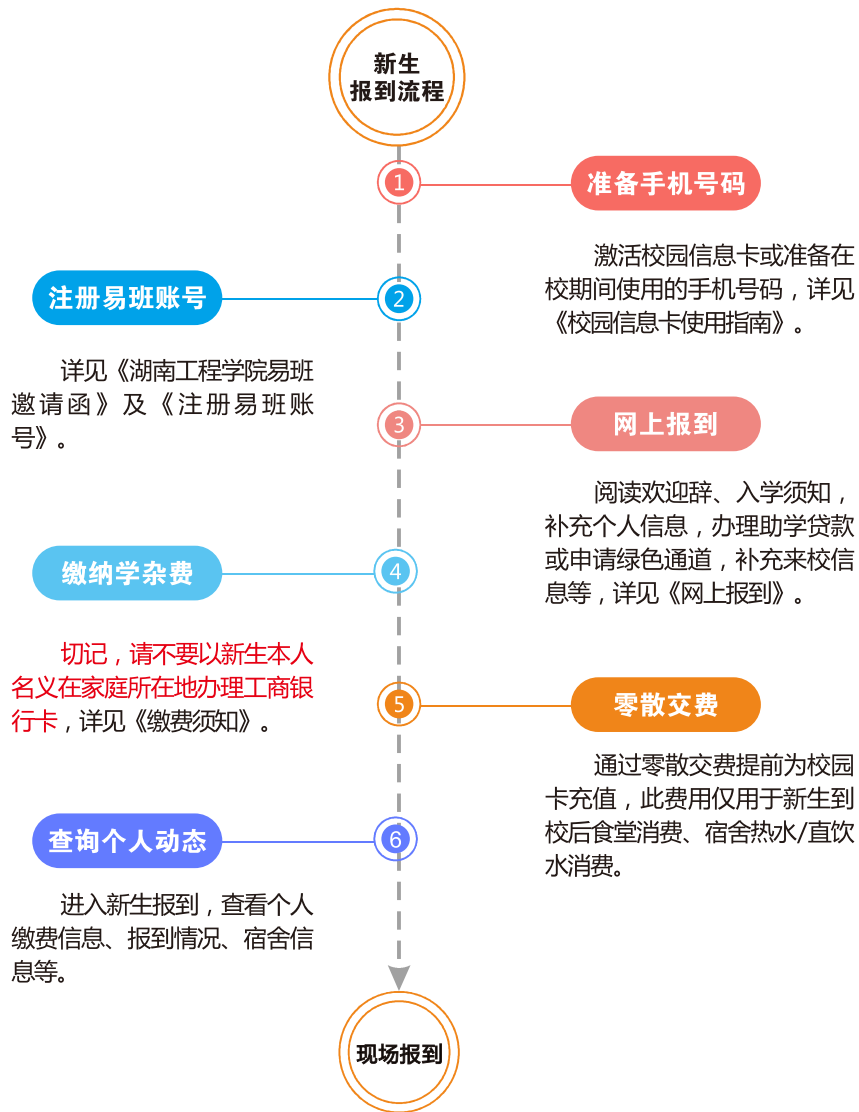 新生
报到流程
1
准备手机号码
激活校园信息卡或准备在
校期间使用的手机号码，详见
《校园信息卡使用指南》。
2
注册易班账号
详见《湖南工程学院易班
邀请函》及《注册易班账
号》。
3
网上报到
阅读欢迎辞、入学须知，
补充个人信息，办理助学贷款
或申请绿色通道，补充来校信
息等，详见《网上报到》。
4
缴纳学杂费
切记，请不要以新生本人
名义在家庭所在地办理工商银
行卡，详见《缴费须知》。
5
零散交费
通过零散交费提前为校园
卡充值，此费用仅用于新生到
校后食堂消费、宿舍热水/直饮
水消费。
6
查询个人动态
进入新生报到，查看个人
缴费信息、报到情况、宿舍信
息等。
现场报到